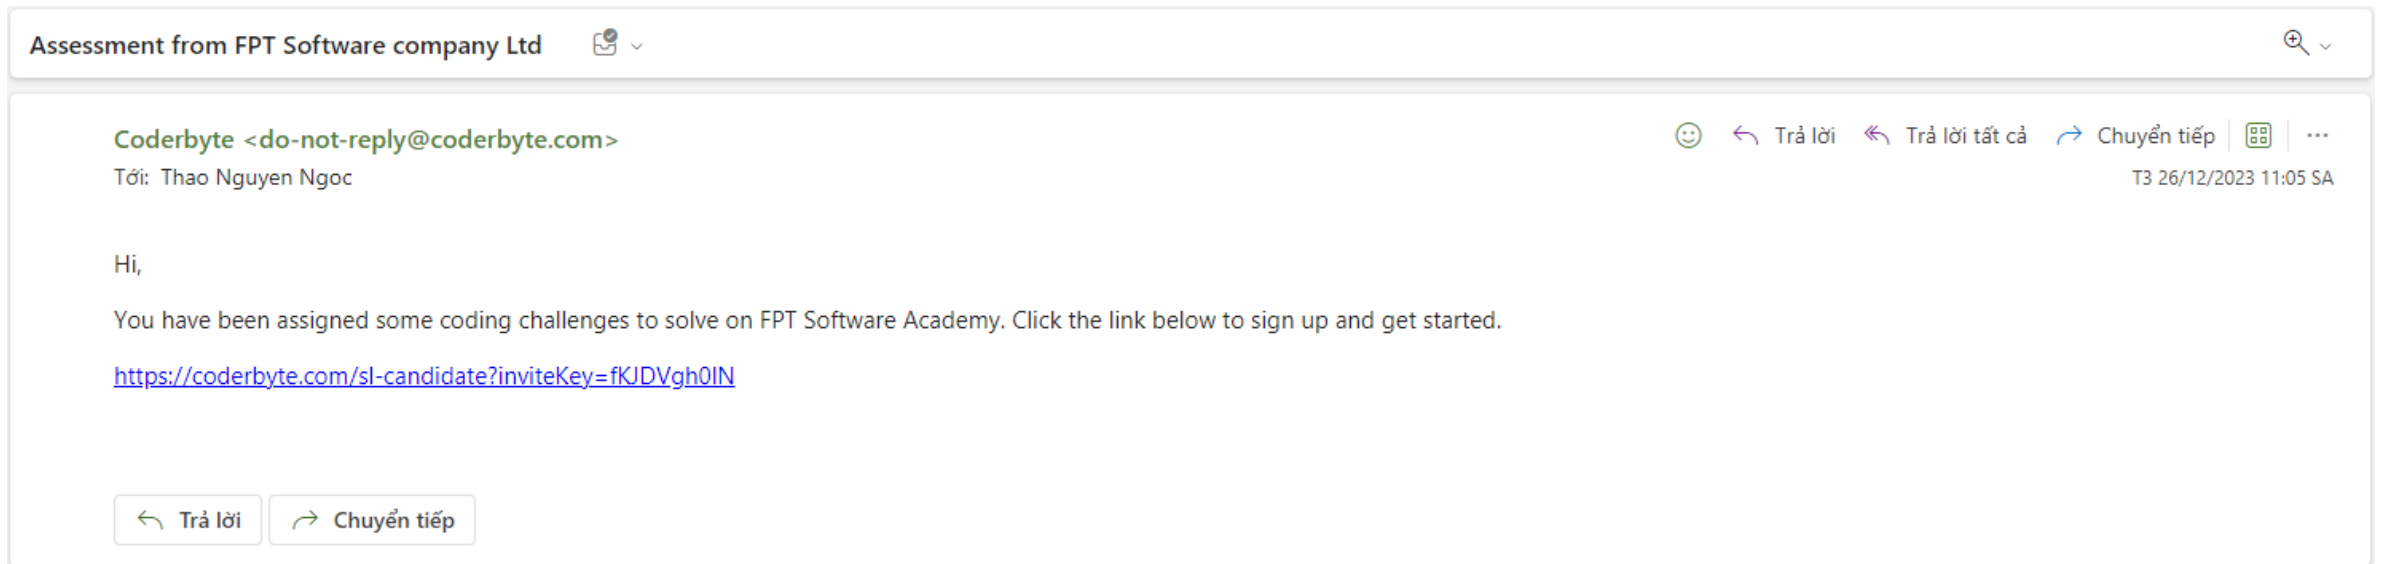 Assessment from FPT Software company Ltd
Coderbyte <do-not-reply@coderbyte.com>
Trả lời Trả lời tất cả Chuyển tiếp
Tới: Thao Nguyen Ngoc
T3 26/12/2023 11:05 SA
Hi,
You have been assigned some coding challenges to solve on FPT Software Academy. Click the link below to sign up and get started.
https://coderbyte.com/sl-candidate?inviteKey=fKJDVgh0IN
Trả lời Chuyển tiếp